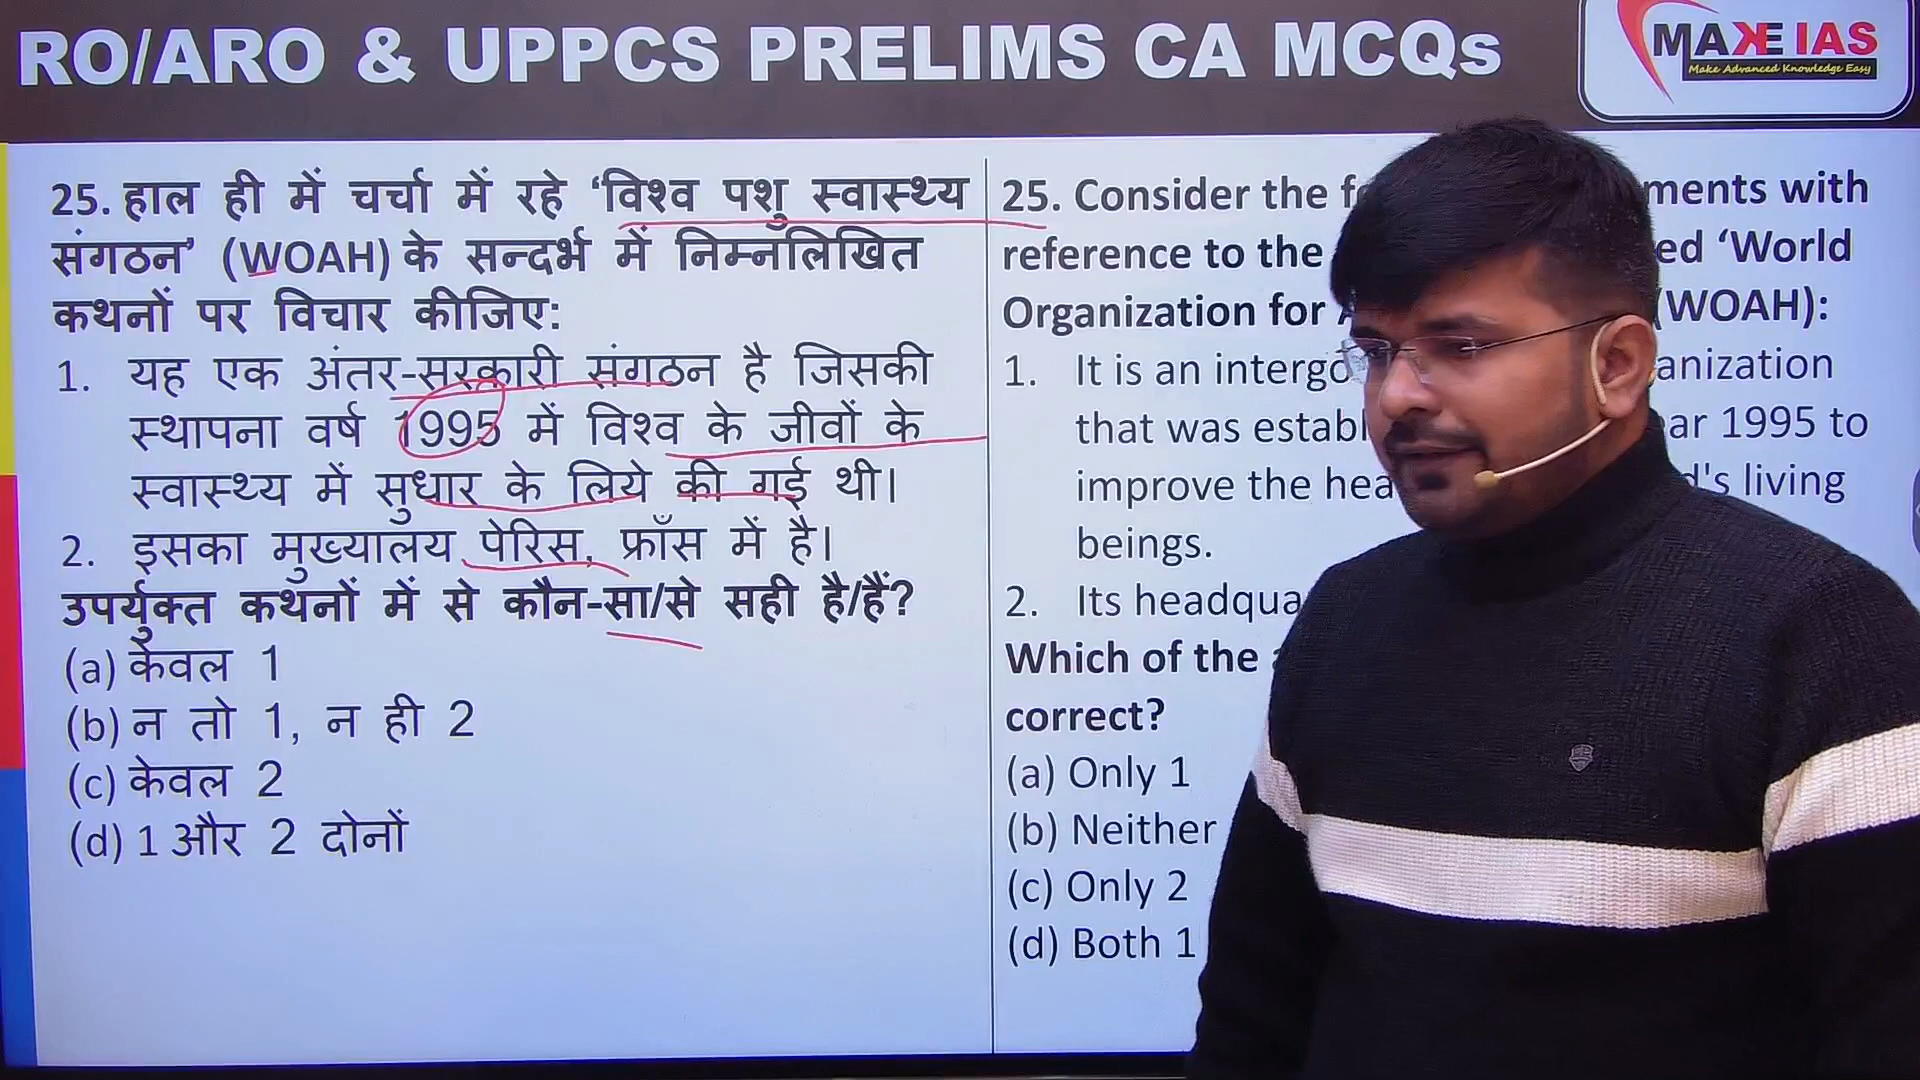 RO/ARO & UPPCS PRELIMS CA MCQs
MAKE IAS
Make Advanced Knowledge Easy
25. हाल ही में चर्चा में रहे ‘विश्व पशु स्वास्थ्य
संगठन’ (WOAH) के सन्दर्भ में निम्नलिखित
कथनों पर विचार कीजिए:
1. यह एक अंतर-सरकारी संगठन है जिसकी
स्थापना वर्ष 1995 में विश्व के जीवों के
स्वास्थ्य में सुधार के लिये की गई थी।
2. इसका मुख्यालय पेरिस, फ्राँस में है।
उपर्युक्त कथनों में से कौन-सा/से सही है/हैं?
(a) केवल 1
(b) न तो 1, न ही 2
(c) केवल 2
(d) 1 और 2 दोनों
25. Consider the ments with
reference to the ed ‘World
Organization for (WOAH):
1. It is an intergo anization
that was establ ar 1995 to
improve the hea d's living
beings.
2. Its headqua
Which of the
correct?
(a) Only 1
(b) Neither
(c) Only 2
(d) Both 1